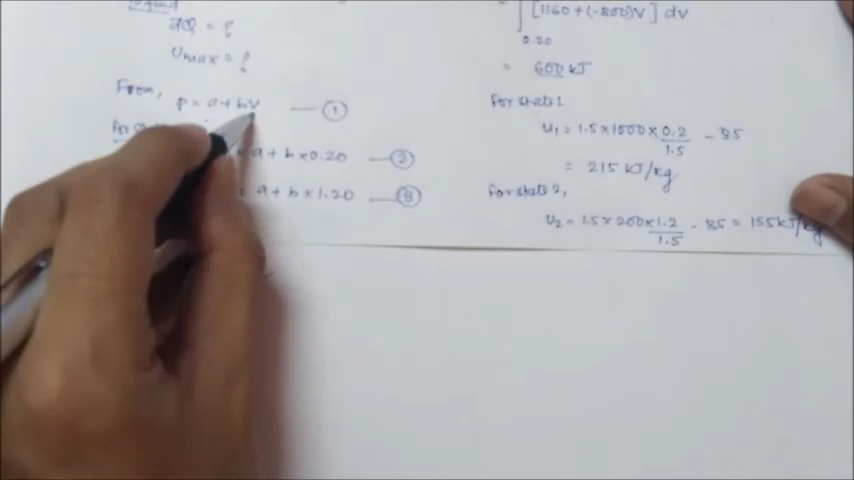 Umax = ?
From,
p = a + bV —— ①
a + b × 0.20 —— ②
a + b × 1.20 —— ③
∫ [1160 + (-800)V] dV
0.20
= 600 kJ
For state 1
U1 = 1.5 × 1000 × 0.2/1.5 - 85
= 215 kJ/kg
For state 2,
U2 = 1.5 × 200 × 1.2/1.5 - 85 = 155 kJ/kg